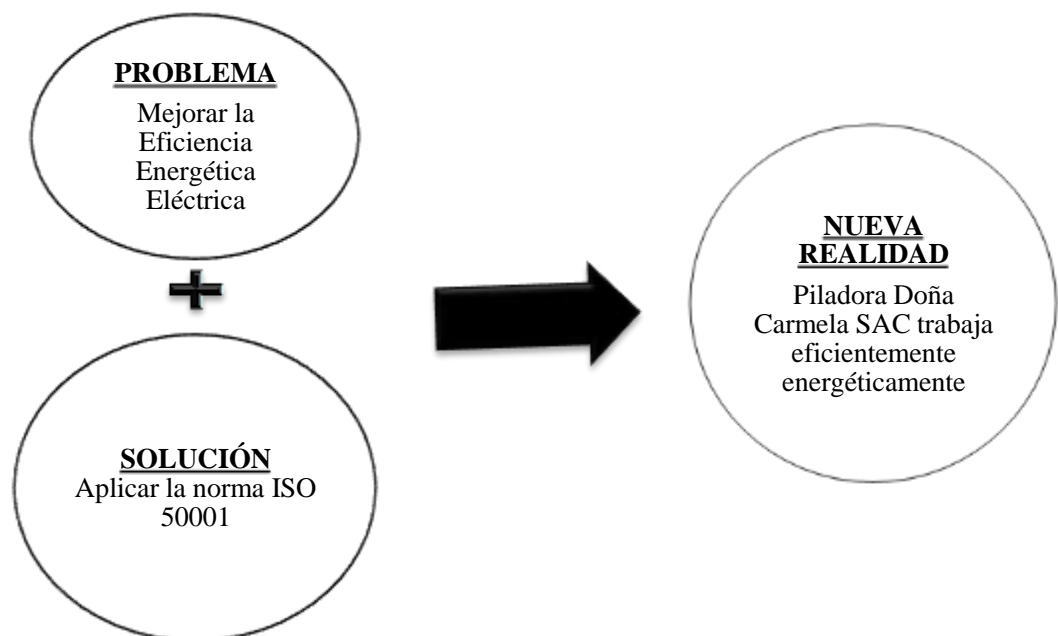 PROBLEMA
Mejorar la
Eficiencia
Energética
Eléctrica
SOLUCIÓN
Aplicar la norma ISO
50001
NUEVA
REALIDAD
Piladora Doña
Carmela SAC trabaja
eficientemente
energéticamente